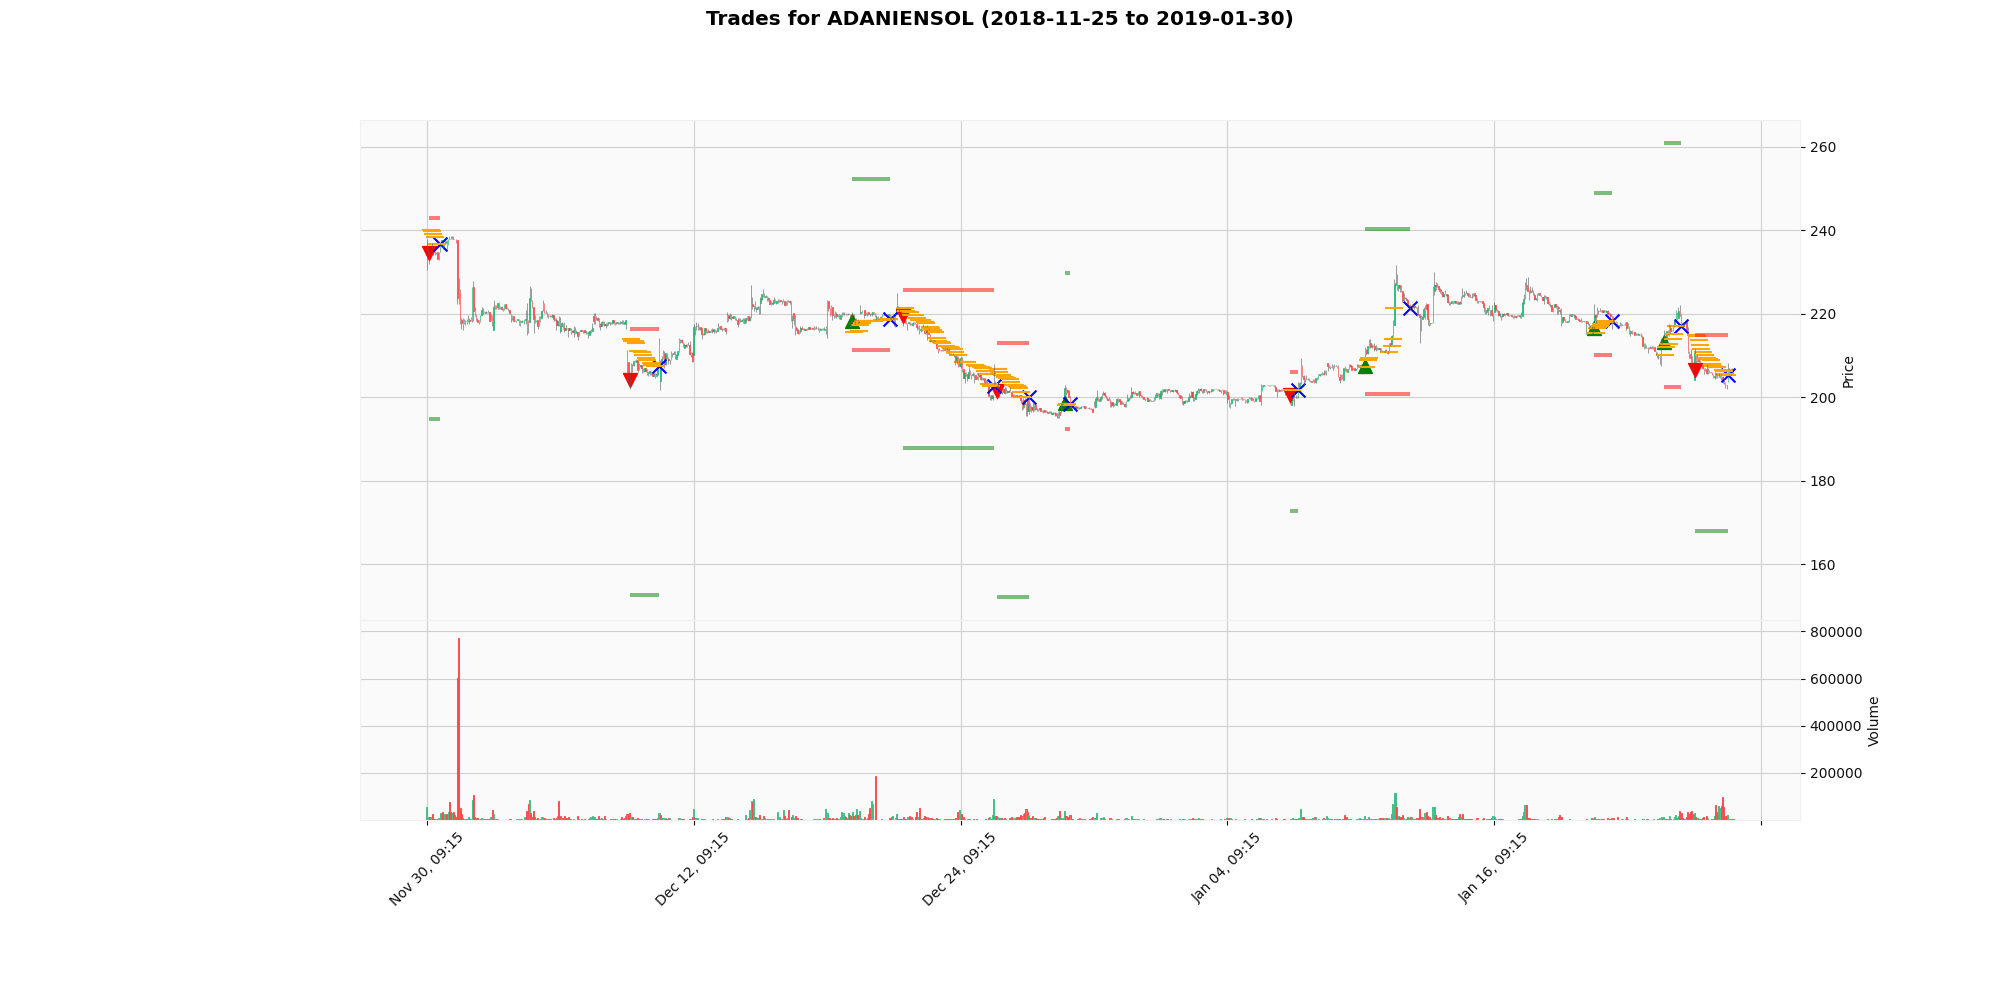 Trades for ADANIENSOL (2018-11-25 to 2019-01-30)
260
240
220
200
180
160
Price
800000
600000
400000
200000
Volume
Nov 30, 09:15
Dec 12, 09:15
Dec 24, 09:15
Jan 04, 09:15
Jan 16, 09:15